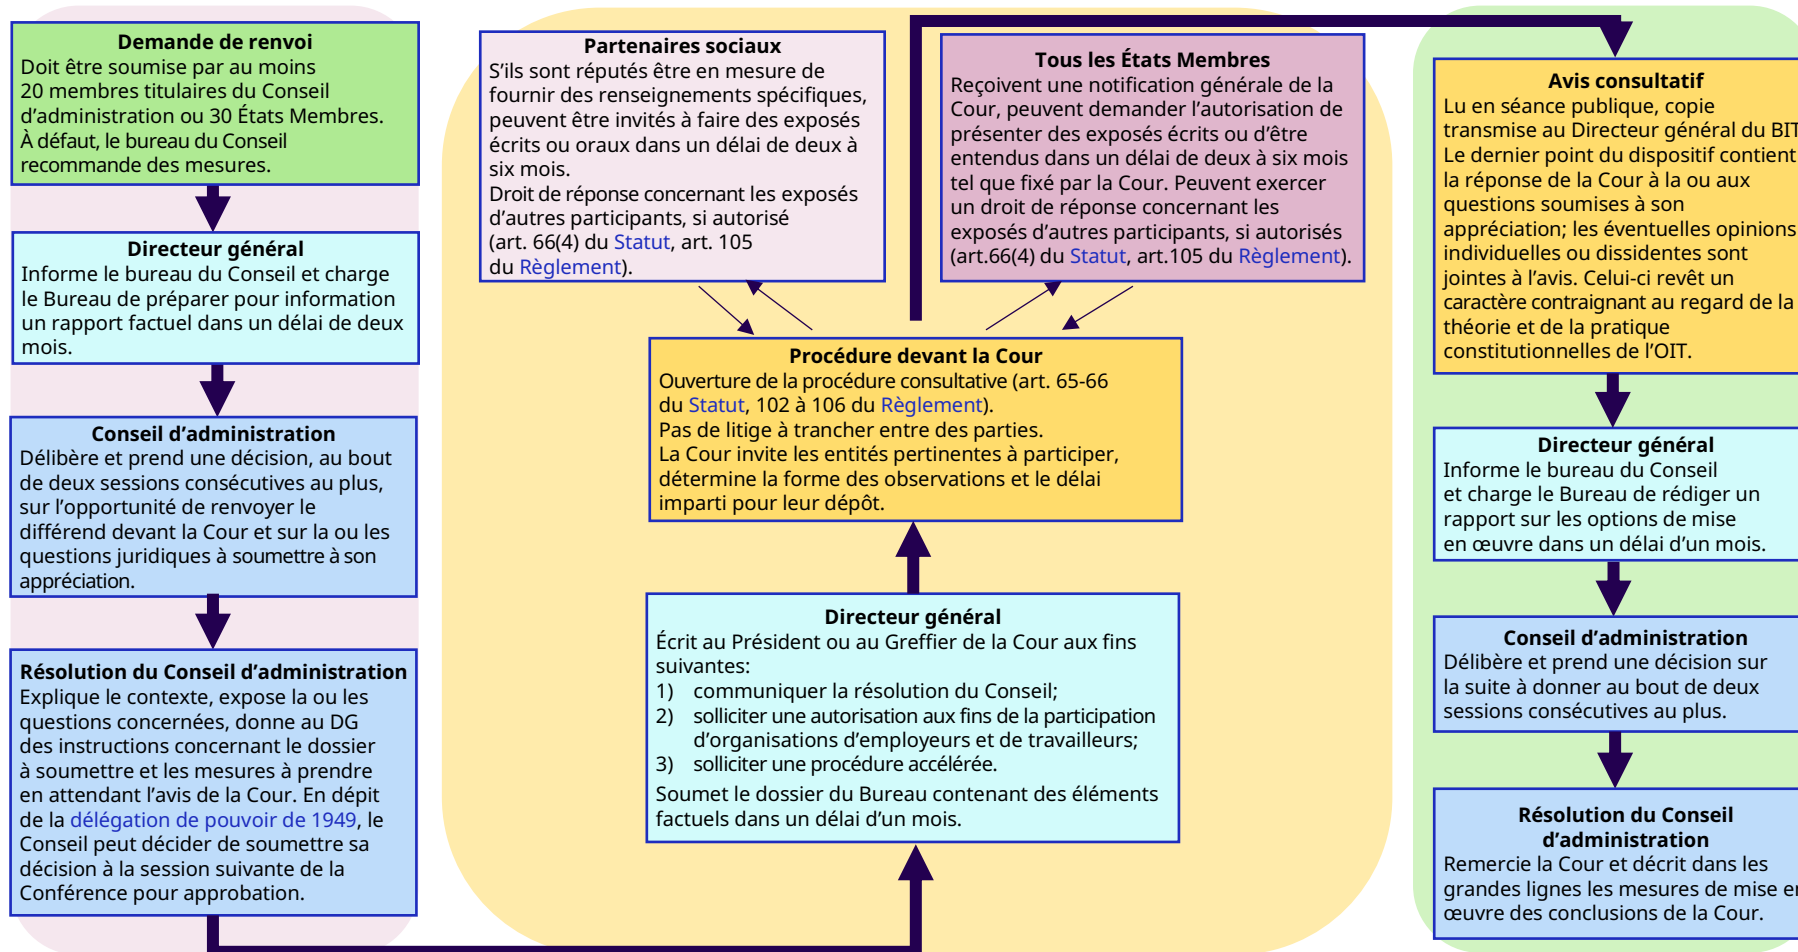 Demande de renvoi
Doit être soumise par au moins
20 membres titulaires du Conseil
d’administration ou 30 États Membres.
À défaut, le bureau du Conseil
recommande des mesures.
Directeur général
Informe le bureau du Conseil et charge
le Bureau de préparer pour information
un rapport factuel dans un délai de deux
mois.
Conseil d’administration
Délibère et prend une décision, au bout
de deux sessions consécutives au plus,
sur l’opportunité de renvoyer le
différend devant la Cour et sur la ou les
questions juridiques à soumettre à son
appréciation.
Résolution du Conseil d’administration
Explique le contexte, expose la ou les
questions concernées, donne au DG
des instructions concernant le dossier
à soumettre et les mesures à prendre
en attendant l’avis de la Cour. En dépit
de la délégation de pouvoir de 1949, le
Conseil peut décider de soumettre sa
décision à la session suivante de la
Conférence pour approbation.
Partenaires sociaux
S’ils sont réputés être en mesure de
fournir des renseignements spécifiques,
peuvent être invités à faire des exposés
écrits ou oraux dans un délai de deux à
six mois.
Droit de réponse concernant les exposés
d’autres participants, si autorisé
(art. 66(4) du Statut, art. 105
du Règlement).
Tous les États Membres
Reçoivent une notification générale de la
Cour, peuvent demander l’autorisation de
présenter des exposés écrits ou d’être
entendus dans un délai de deux à six mois
tel que fixé par la Cour. Peuvent exercer
un droit de réponse concernant les
exposés d’autres participants, si autorisés
(art.66(4) du Statut, art.105 du Règlement).
Procédure devant la Cour
Ouverture de la procédure consultative (art. 65-66
du Statut, 102 à 106 du Règlement).
Pas de litige à trancher entre des parties.
La Cour invite les entités pertinentes à participer,
détermine la forme des observations et le délai
imparti pour leur dépôt.
Directeur général
Écrit au Président ou au Greffier de la Cour aux fins
suivantes:
1) communiquer la résolution du Conseil;
2) solliciter une autorisation aux fins de la participation
d’organisations d’employeurs et de travailleurs;
3) solliciter une procédure accélérée.
Soumet le dossier du Bureau contenant des éléments
factuels dans un délai d’un mois.
Avis consultatif
Lu en séance publique, copie
transmise au Directeur général du BIT
Le dernier point du dispositif contient
la réponse de la Cour à la ou aux
questions soumises à son
appréciation; les éventuelles opinions
individuelles ou dissidentes sont
jointes à l’avis. Celui-ci revêt un
caractère contraignant au regard de la
théorie et de la pratique
constitutionnelles de l’OIT.
Directeur général
Informe le bureau du Conseil
et charge le Bureau de rédiger un
rapport sur les options de mise
en œuvre dans un délai d’un mois.
Conseil d’administration
Délibère et prend une décision sur
la suite à donner au bout de deux
sessions consécutives au plus.
Résolution du Conseil
d’administration
Remercie la Cour et décrit dans les
grandes lignes les mesures de mise en
œuvre des conclusions de la Cour.